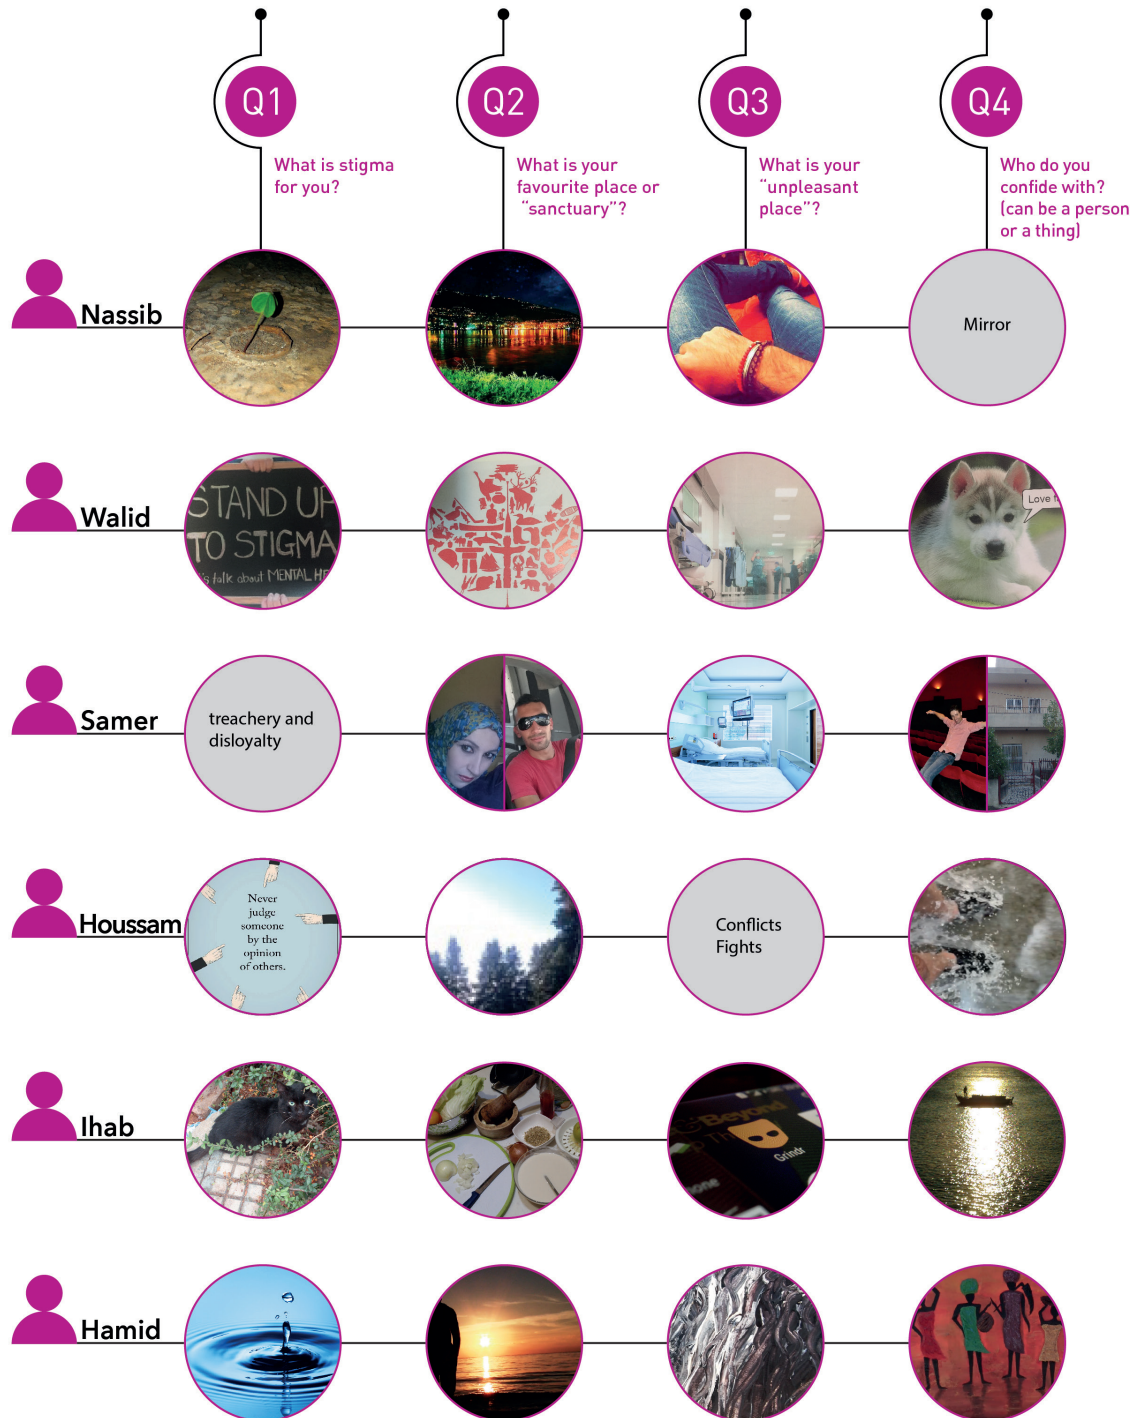 Q1
Q2
Q3
Q4
What is stigma
for you?
What is your
favourite place or
“sanctuary”?
What is your
“unpleasant
place”?
Who do you
confide with?
(can be a person
or a thing)
Nassib
Mirror
Walid
STAND UP
TO STIGMA
s talk about MENTAL HE
Love t
Samer
treachery and
disloyalty
Houssam
Never
judge
someone
by the
opinion
of others.
Conflicts
Fights
Ihab
&Beyond
Grindr
one
Hamid